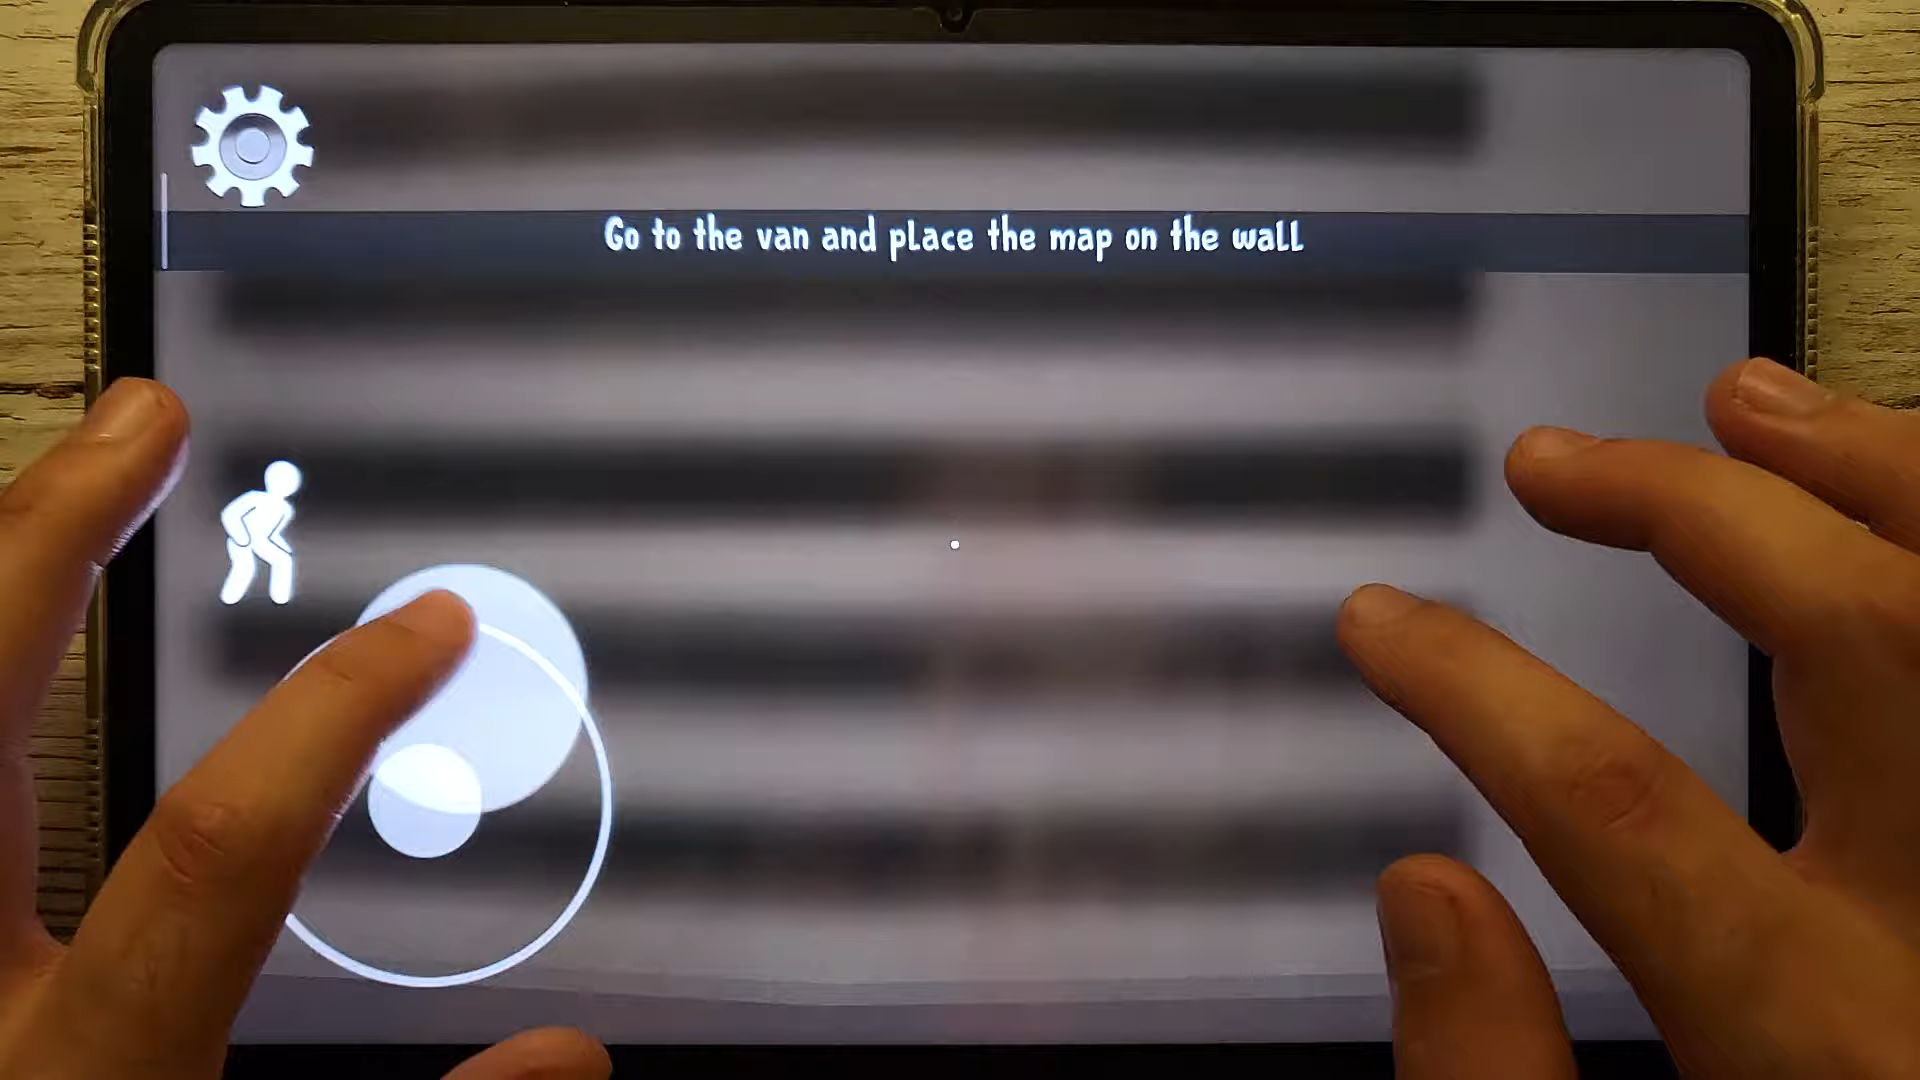 Go to the van and place the map on the wall